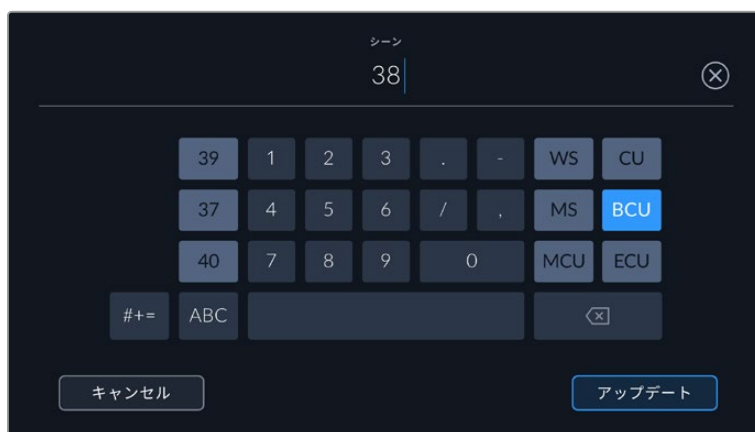 シーン
38
39 1 2 3 . - WS CU
37 4 5 6 / , MS BCU
40 7 8 9 0 MCU ECU
#+= ABC
キャンセル アップデート